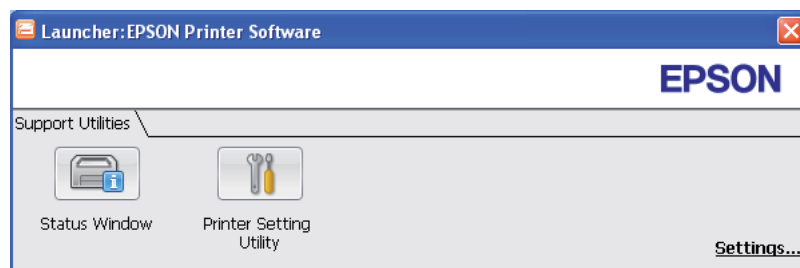 Launcher:EPSON Printer Software
EPSON
Support Utilities
Status Window
Printer Setting
Utility
Settings...